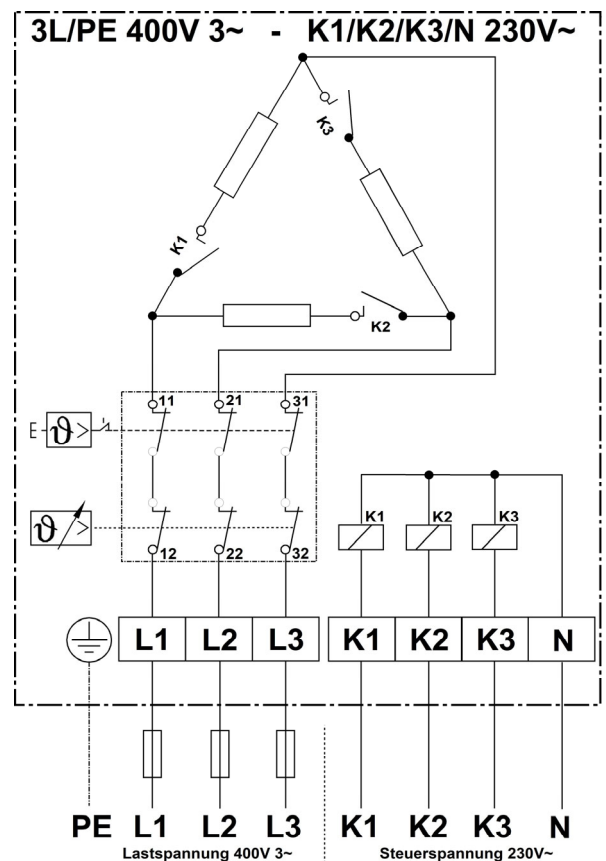 3L/PE 400V 3~ - K1/K2/K3/N 230V~
K3
K1
K2
11 21 31
E ϑ >
ϑ >
K1 K2 K3
12 22 32
L1 L2 L3 K1 K2 K3 N
PE L1 L2 L3 K1 K2 K3 N
Lastspannung 400V 3~ Steuerspannung 230V~